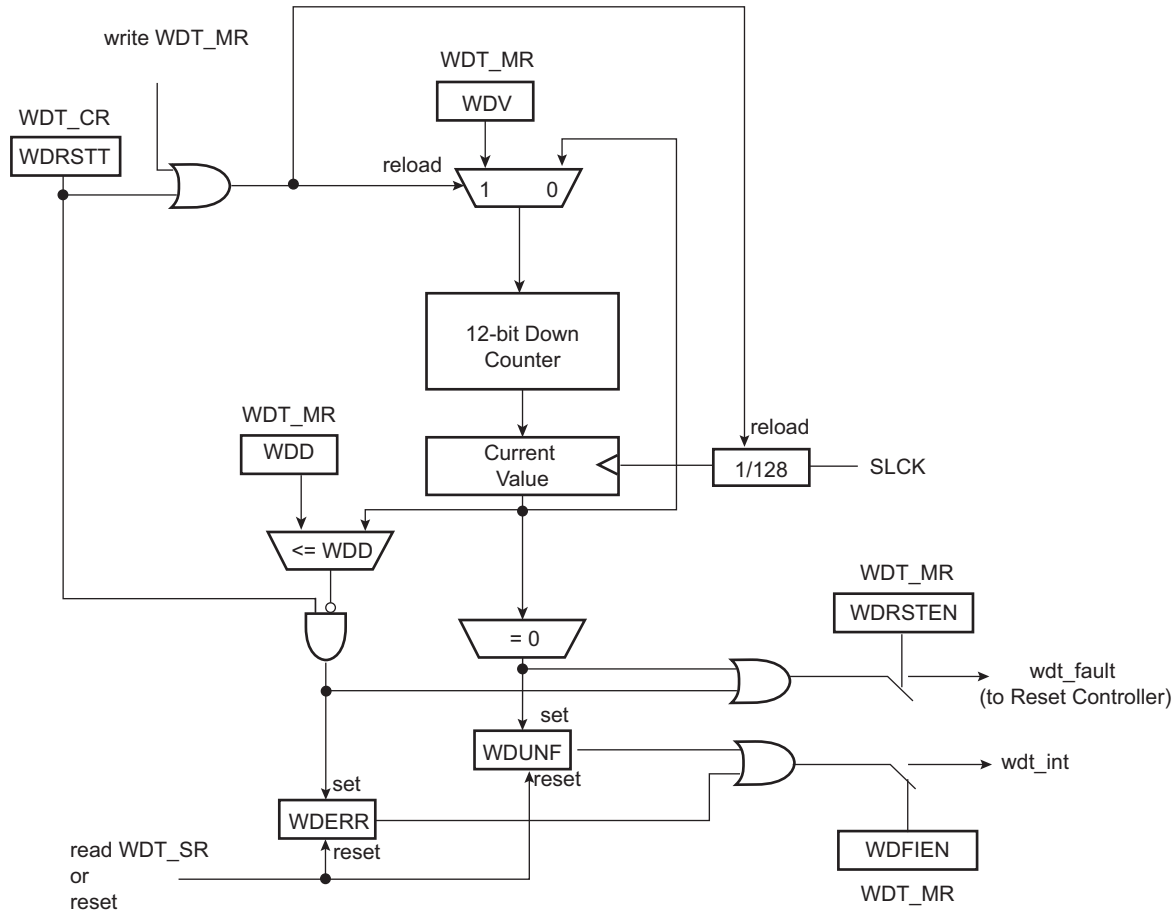 write WDT_MR
WDT_MR
WDV
WDT_CR
WDRSTT
reload
1 0
12-bit Down
Counter
WDT_MR
WDD
Current
Value
reload
1/128
SLCK
<= WDD
WDT_MR
WDRSTEN
= 0
wdt_fault
(to Reset Controller)
set
WDUNF
reset
wdt_int
set
WDERR
reset
WDFIEN
WDT_MR
read WDT_SR
or
reset